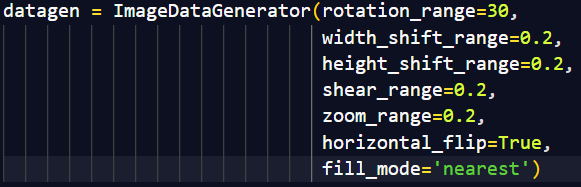 datagen = ImageDataGenerator(rotation_range=30,
width_shift_range=0.2,
height_shift_range=0.2,
shear_range=0.2,
zoom_range=0.2,
horizontal_flip=True,
fill_mode='nearest')